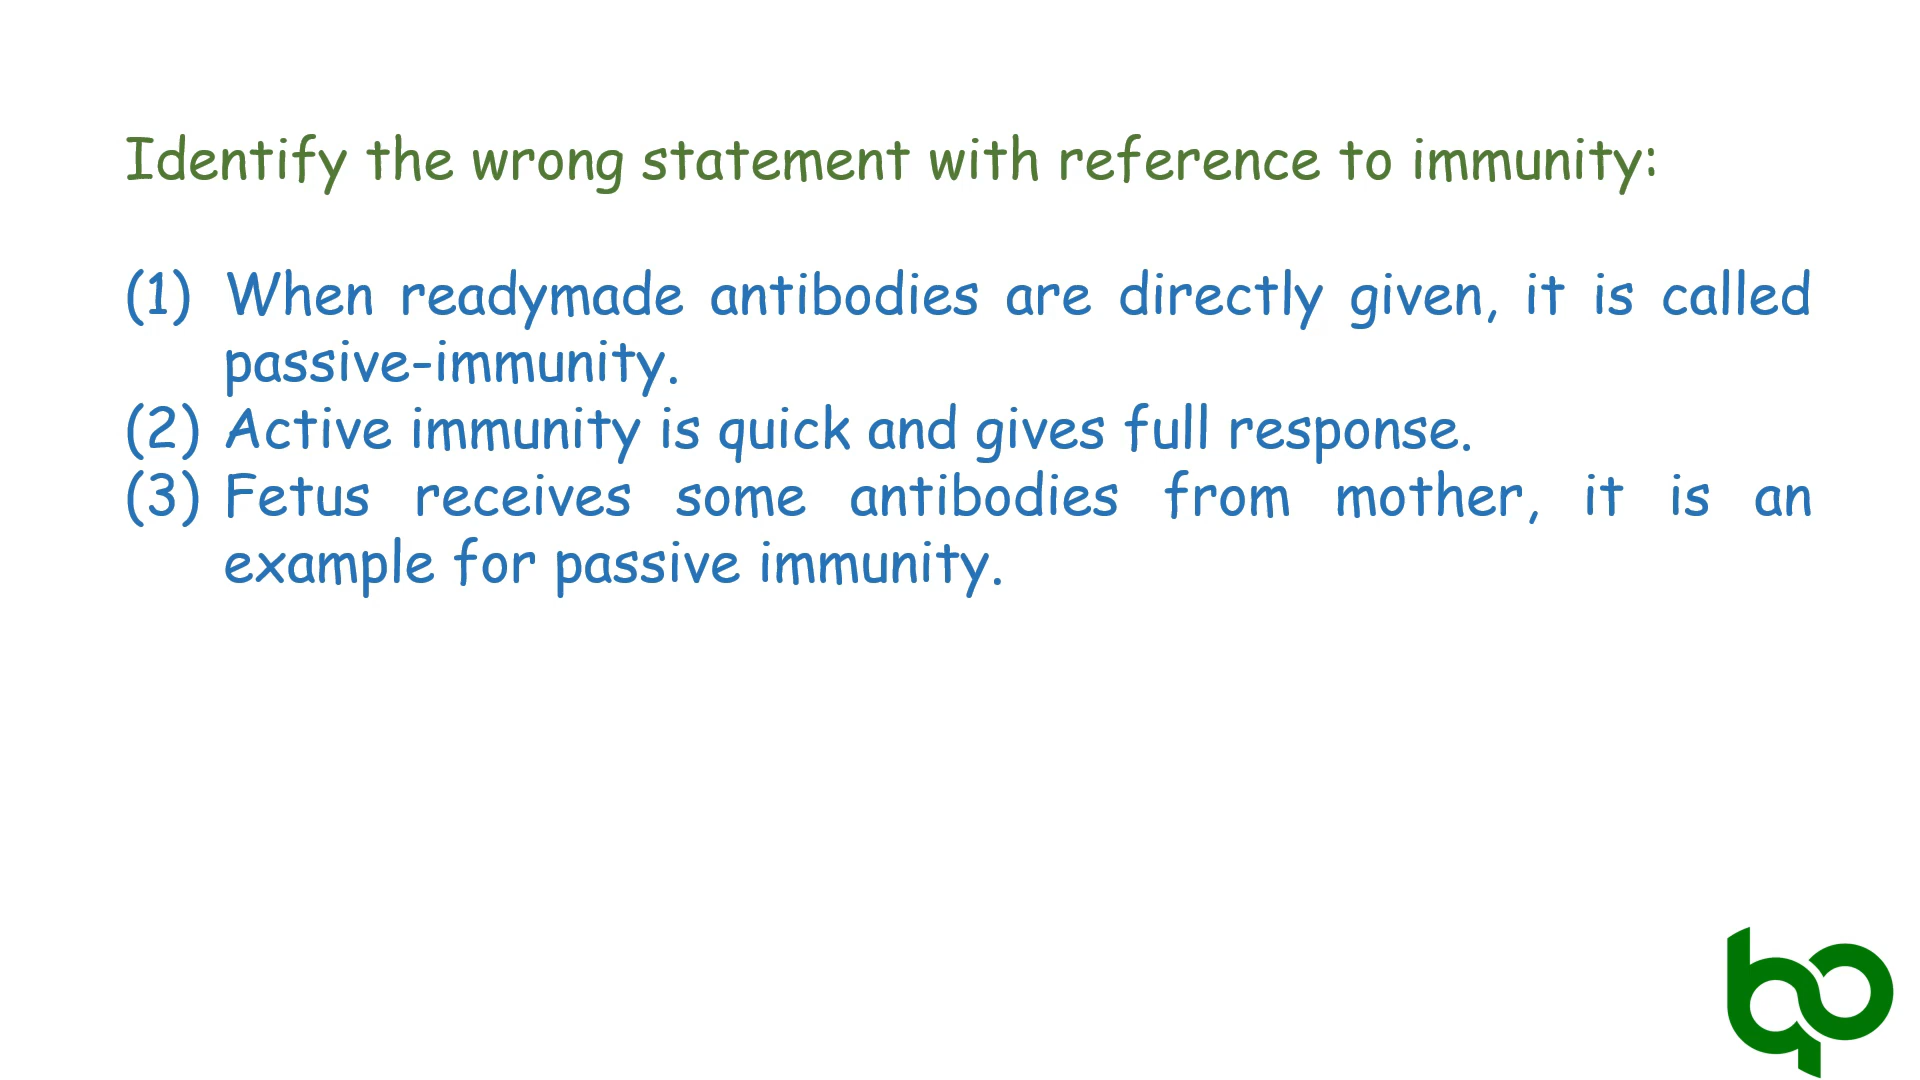 Identify the wrong statement with reference to immunity:
(1) When readymade antibodies are directly given, it is called
passive-immunity.
(2) Active immunity is quick and gives full response.
(3) Fetus receives some antibodies from mother, it is an
example for passive immunity.